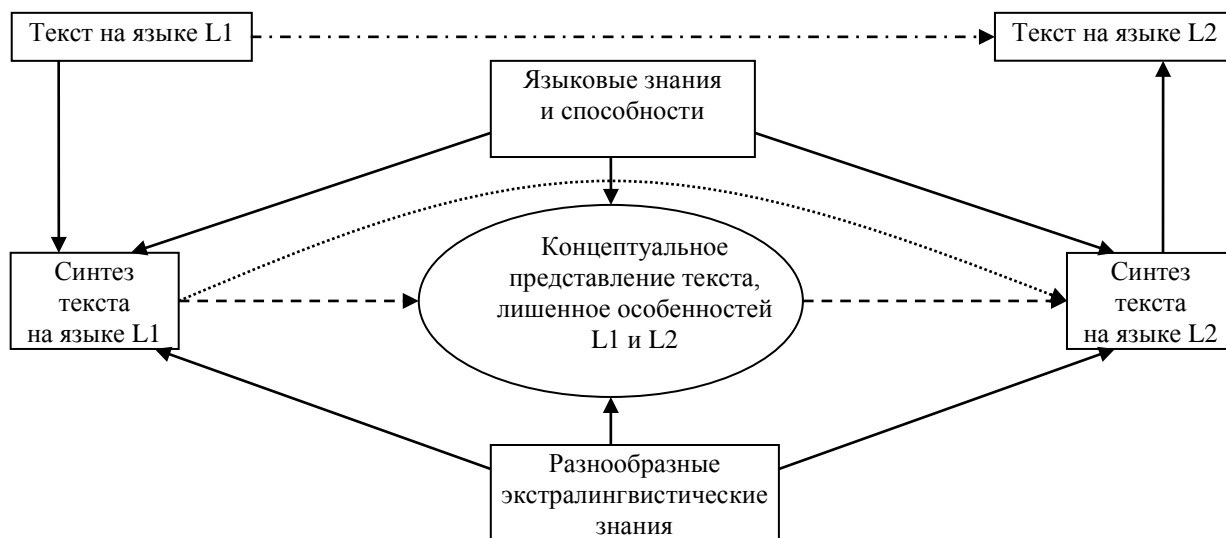 Текст на языке L1
Текст на языке L2
Языковые знания
и способности
Концептуальное
представление текста,
лишенное особенностей
L1 и L2
Синтез
текста
на языке L1
Синтез
текста
на языке L2
Разнообразные
экстралингвистические
знания